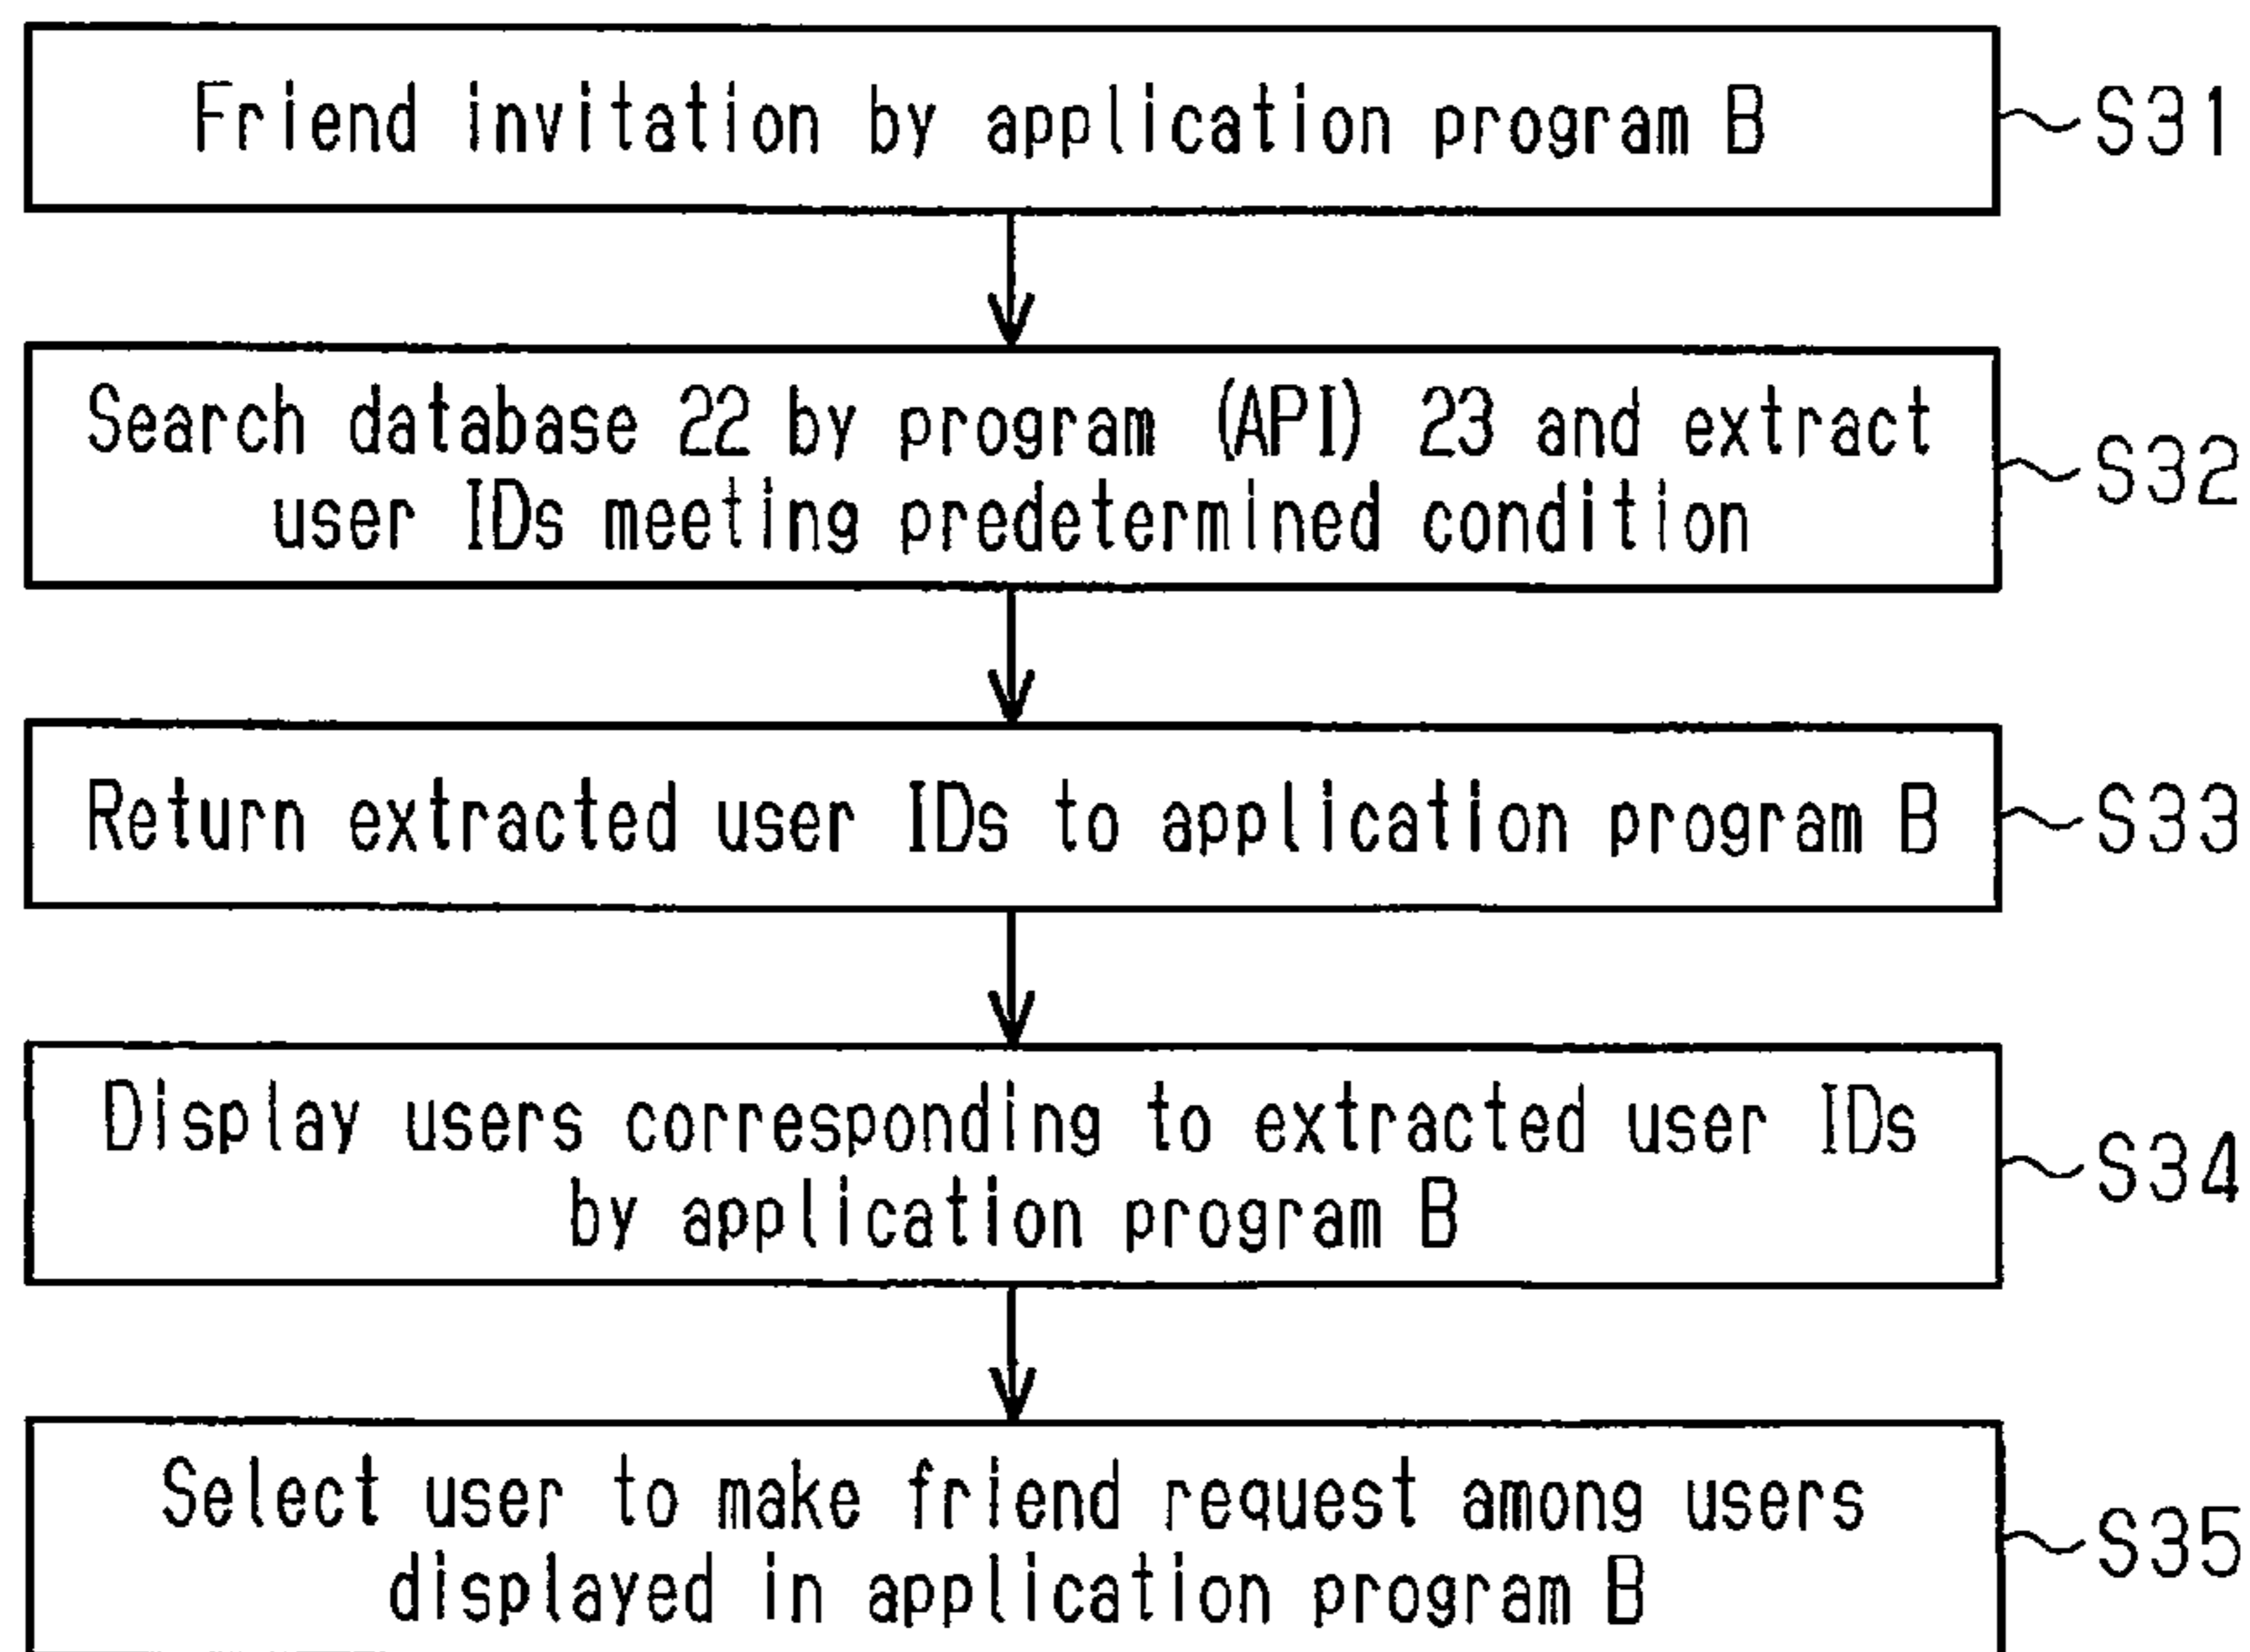 Friend invitation by application program B
S31
Search database 22 by program (API) 23 and extract
user IDs meeting predetermined condition
S32
Return extracted user IDs to application program B
S33
Display users corresponding to extracted user IDs
by application program B
S34
Select user to make friend request among users
displayed in application program B
S35